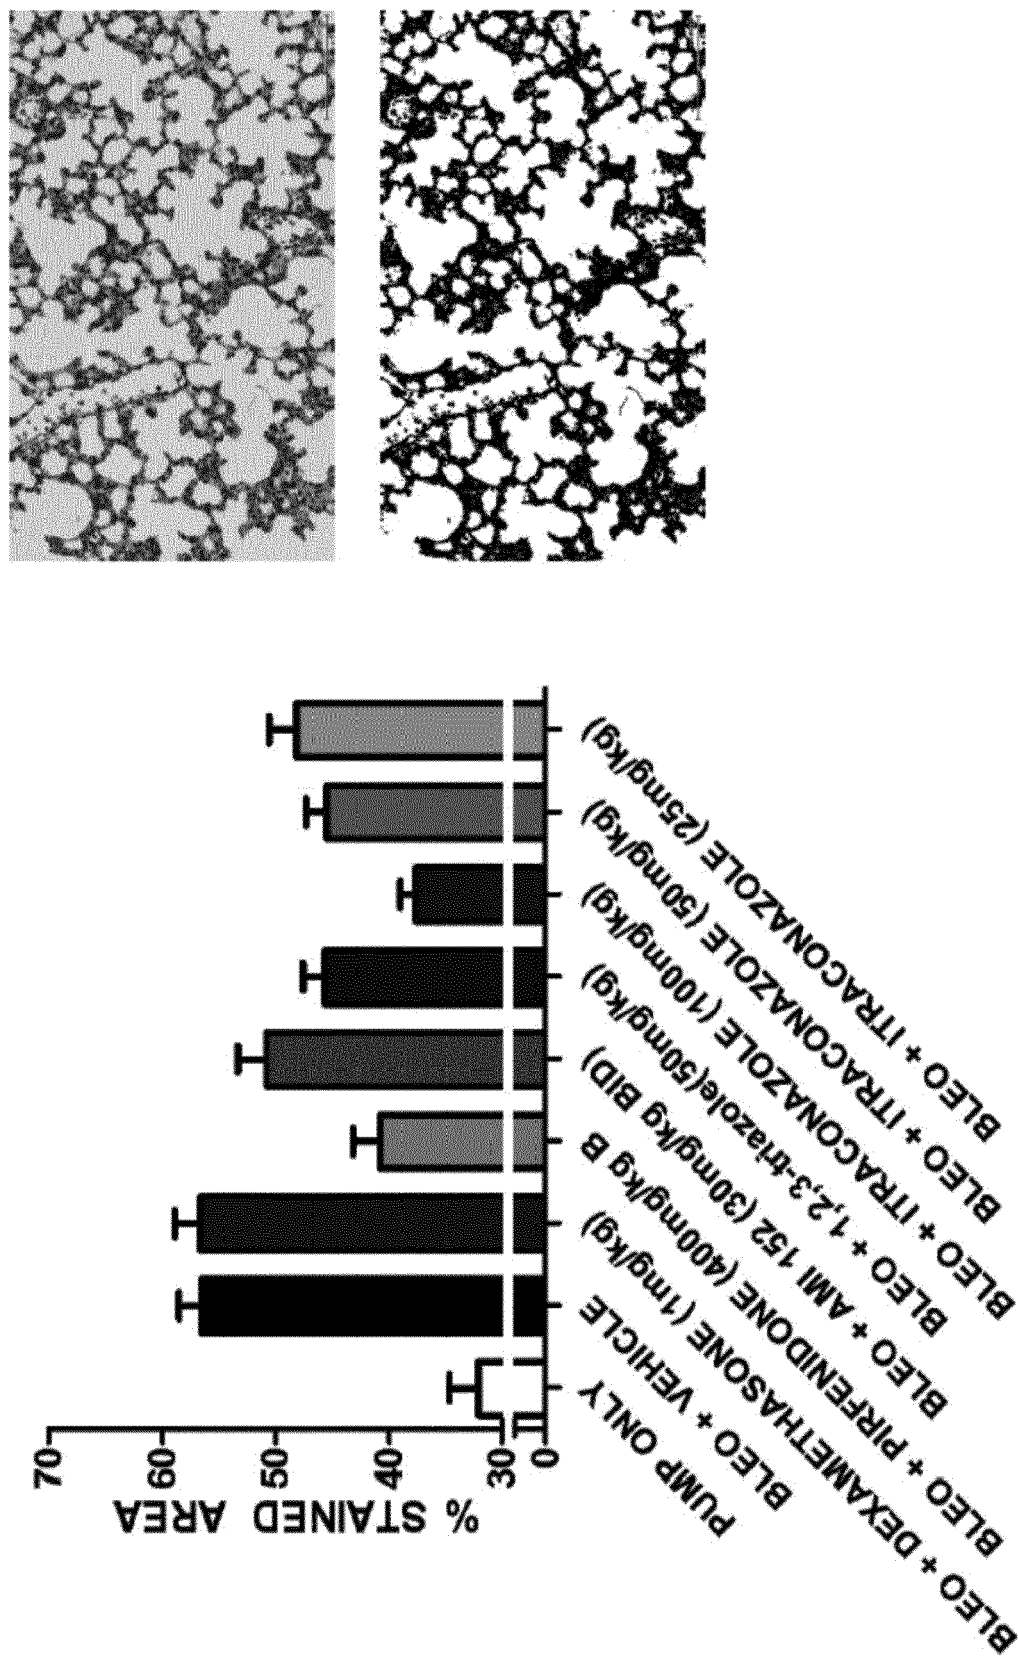 % STAINED AREA
70
60
50
40
30
0
PUMP ONLY
BLEO + VEHICLE
BLEO + DEXAMETHASONE (1mg/kg)
BLEO + PIRFENIDONE (400mg/kg B
BLEO + AMI 152 (30mg/kg BID)
BLEO + 1,2,3-triazole(50mg/kg)
BLEO + ITRACONAZOLE (100mg/kg)
BLEO + ITRACONAZOLE (50mg/kg)
BLEO + ITRACONAZOLE (25mg/kg)